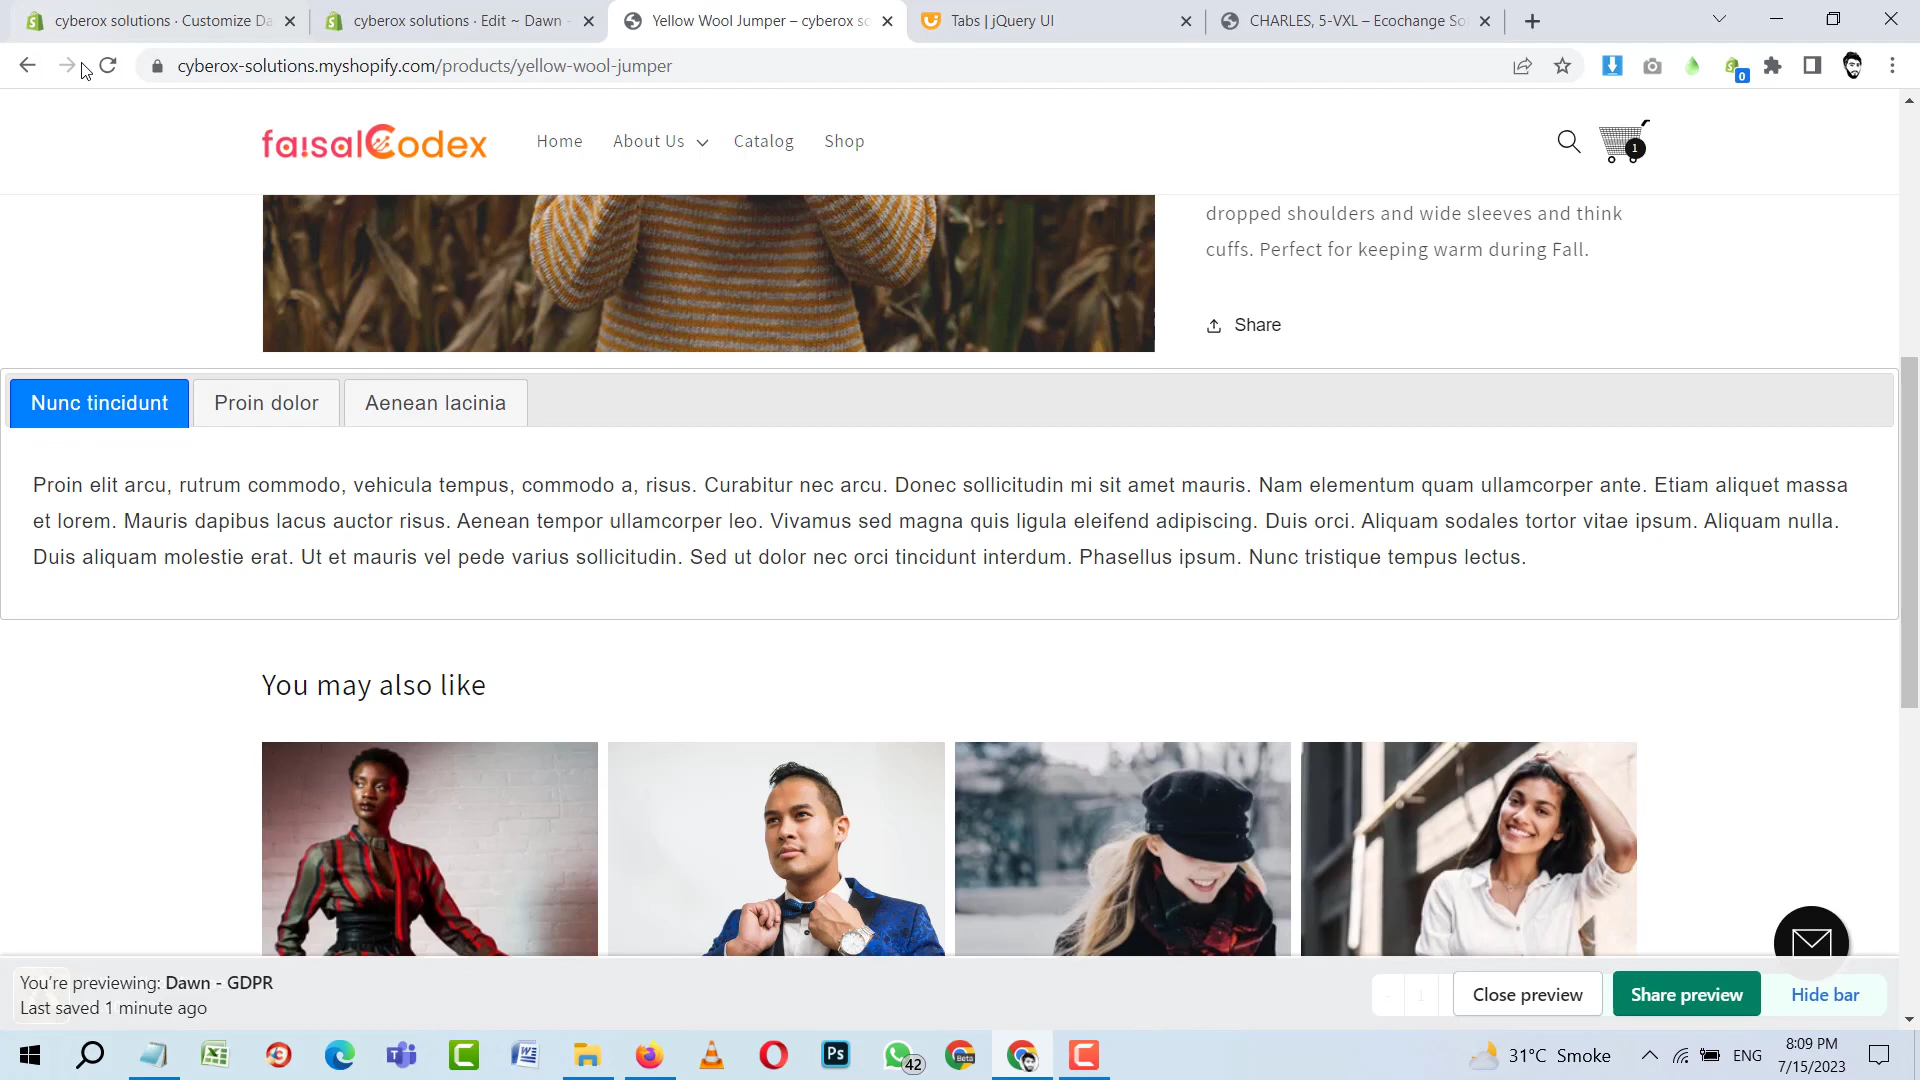 cyberox solutions · Customize Da
cyberox solutions · Edit ~ Dawn
Yellow Wool Jumper – cyberox so
Tabs | jQuery UI
CHARLES, 5-VXL – Ecochange So
cyberox-solutions.myshopify.com/products/yellow-wool-jumper
0
faisalCodex
Home
About Us
Catalog
Shop
1
dropped shoulders and wide sleeves and think
cuffs. Perfect for keeping warm during Fall.
Share
Nunc tincidunt
Proin dolor
Aenean lacinia
Proin elit arcu, rutrum commodo, vehicula tempus, commodo a, risus. Curabitur nec arcu. Donec sollicitudin mi sit amet mauris. Nam elementum quam ullamcorper ante. Etiam aliquet massa
et lorem. Mauris dapibus lacus auctor risus. Aenean tempor ullamcorper leo. Vivamus sed magna quis ligula eleifend adipiscing. Duis orci. Aliquam sodales tortor vitae ipsum. Aliquam nulla.
Duis aliquam molestie erat. Ut et mauris vel pede varius sollicitudin. Sed ut dolor nec orci tincidunt interdum. Phasellus ipsum. Nunc tristique tempus lectus.
You may also like
You're previewing: Dawn - GDPR
Last saved 1 minute ago
1
Close preview
Share preview
Hide bar
Ps
42
Beta
31°C Smoke
ENG
8:09 PM
7/15/2023